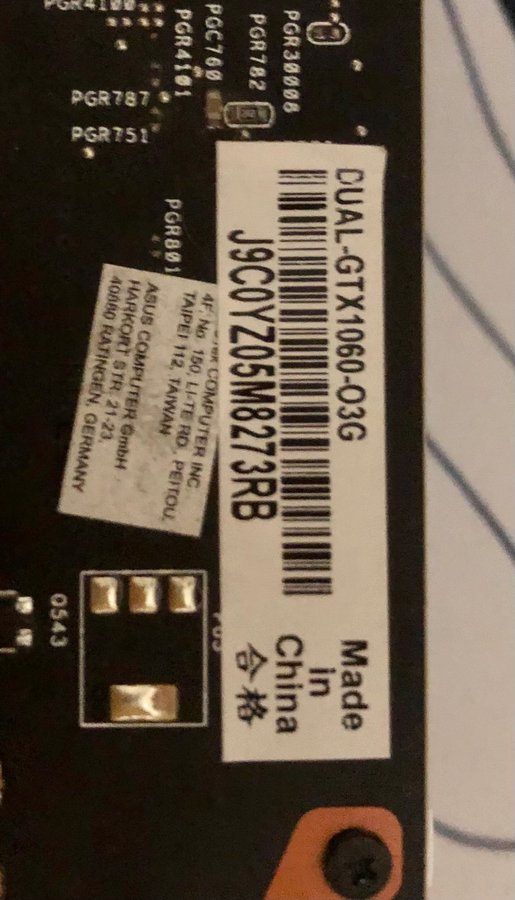 PGR4100
PGR4101
PGC760
PGR782
PGR30008
PGR787
PGR751
PGR801
DUAL-GTX1060-O3G
J9C0YZ05M8273RB
Made
in
China
合格
COMPUTER INC.
4F, No. 150, LI-TE RD., PEITOU,
TAIPEI 112, TAIWAN
ASUS COMPUTER GmbH
HARKORT STR. 21-23,
40880 RATINGEN, GERMANY